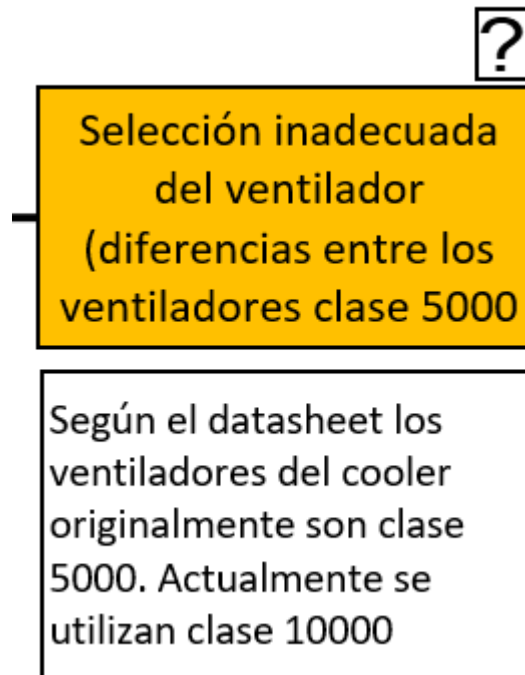 ?
Selección inadecuada
del ventilador
(diferencias entre los
ventiladores clase 5000
Según el datasheet los
ventiladores del cooler
originalmente son clase
5000. Actualmente se
utilizan clase 10000